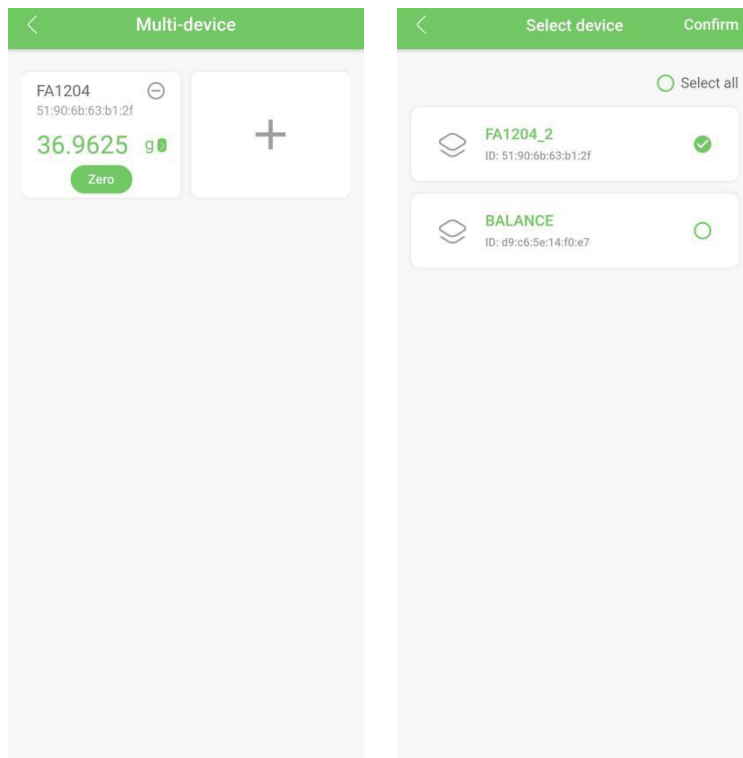 Multi-device
FA1204
51:90:6b:63:b1:2f
36.9625 g
Zero
Select device Confirm
Select all
FA1204_2
ID: 51:90:6b:63:b1:2f
BALANCE
ID: d9:c6:5e:14:f0:e7